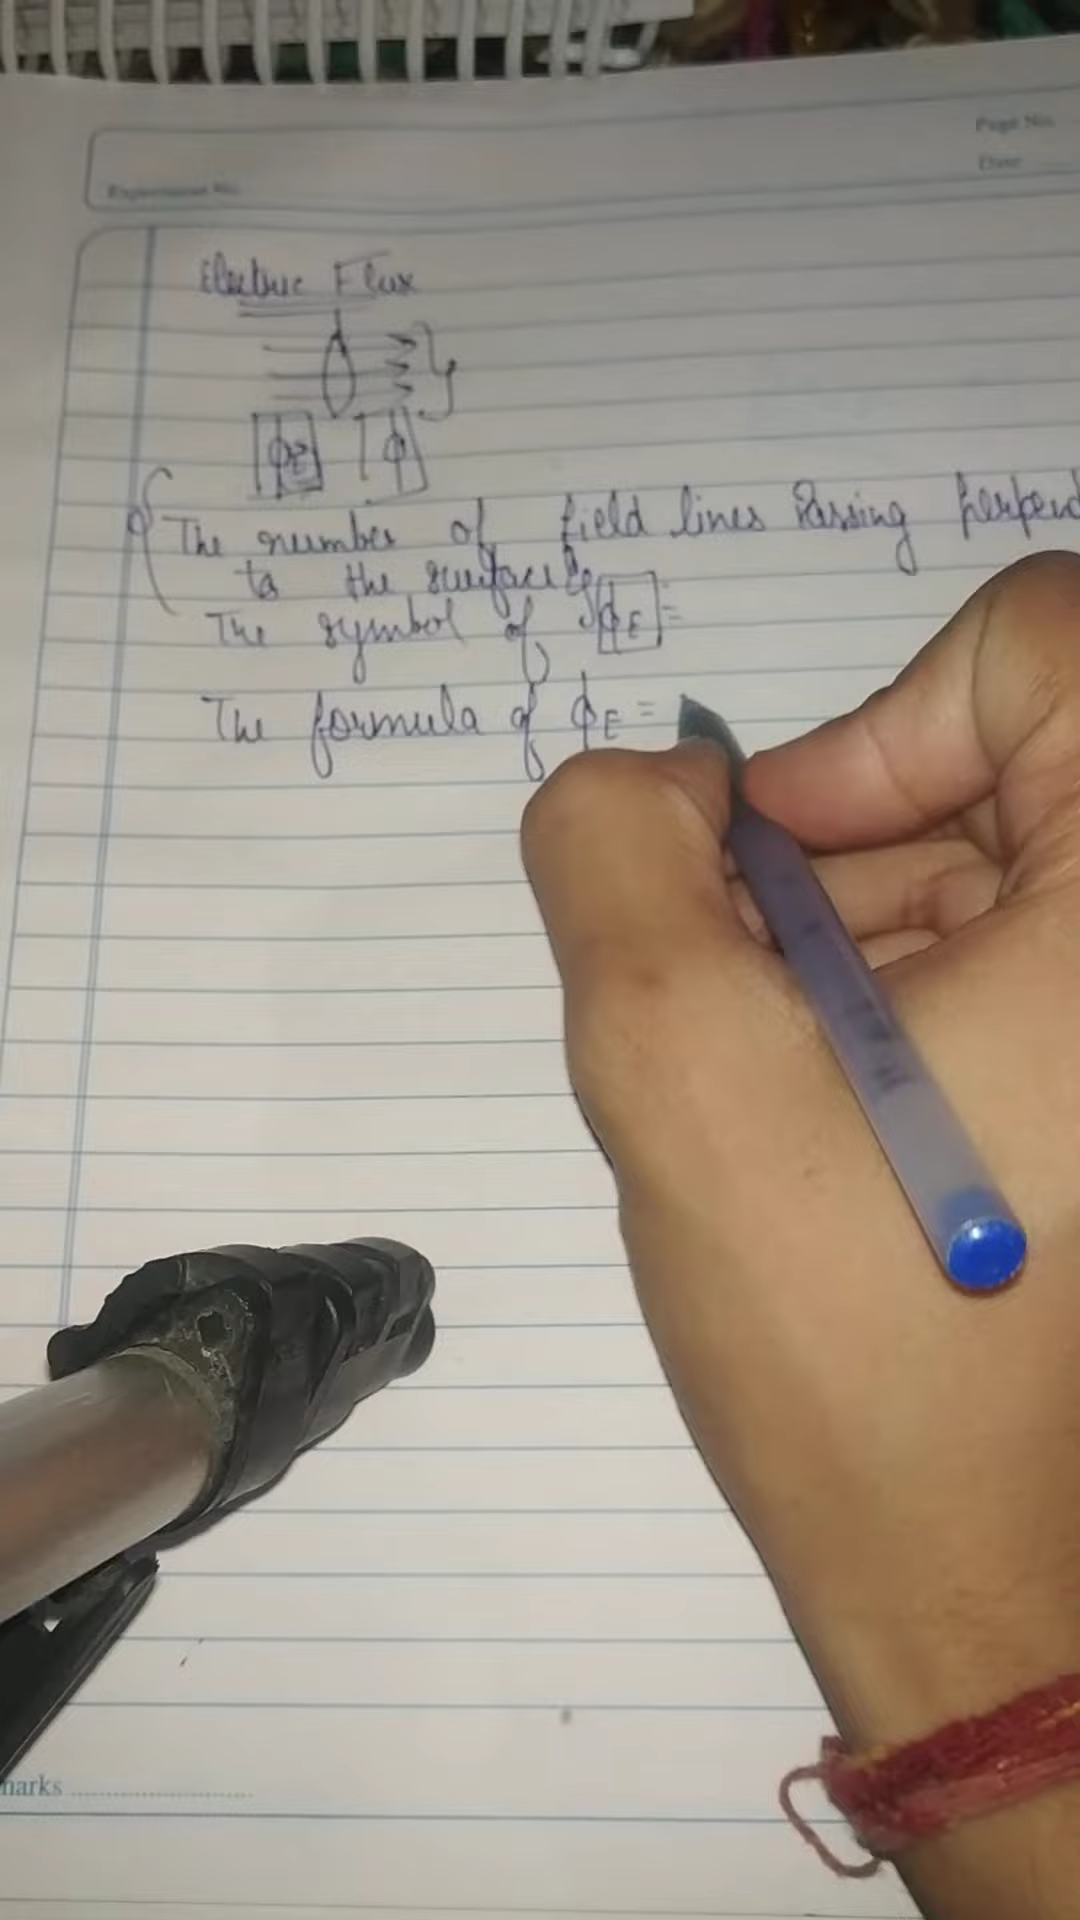 Page No.
Date
Experiment No.
Electric Flux
ϕE ϕ
The number of field lines Passing perpend
to the surface
The symbol of ϕE =
The formula of ϕE =
marks